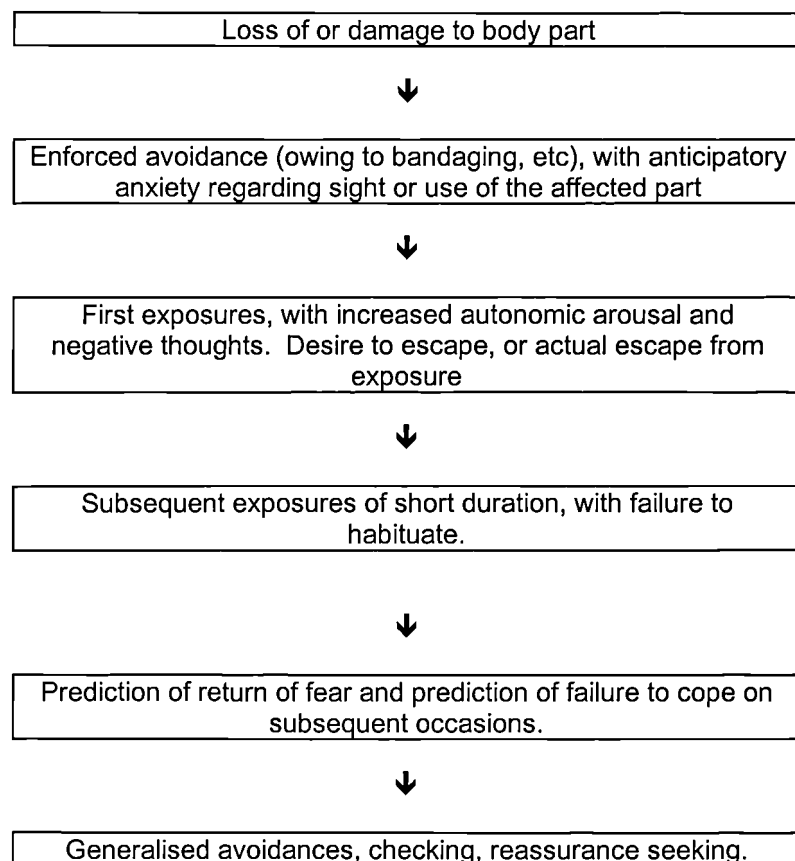 Loss of or damage to body part
Enforced avoidance (owing to bandaging, etc), with anticipatory
anxiety regarding sight or use of the affected part
First exposures, with increased autonomic arousal and
negative thoughts. Desire to escape, or actual escape from
exposure
Subsequent exposures of short duration, with failure to
habituate.
Prediction of return of fear and prediction of failure to cope on
subsequent occasions.
Generalised avoidances, checking, reassurance seeking.